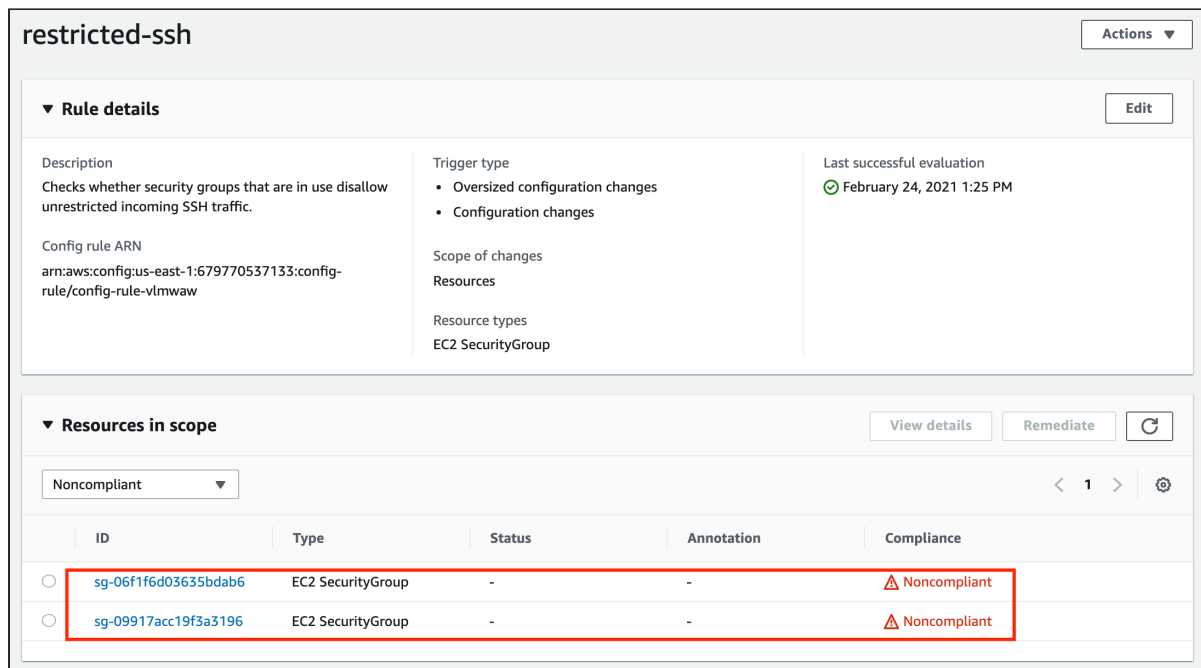 restricted-ssh
Actions
Rule details
Edit
Description
Checks whether security groups that are in use disallow
unrestricted incoming SSH traffic.
Config rule ARN
arn:aws:config:us-east-1:679770537133:config-
rule/config-rule-vlmwaw
Trigger type
• Oversized configuration changes
• Configuration changes
Scope of changes
Resources
Resource types
EC2 SecurityGroup
Last successful evaluation
February 24, 2021 1:25 PM
Resources in scope
View details
Remediate
Noncompliant
1
ID Type Status Annotation Compliance
sg-06f1f6d03635bdab6 EC2 SecurityGroup - - Noncompliant
sg-09917acc19f3a3196 EC2 SecurityGroup - - Noncompliant